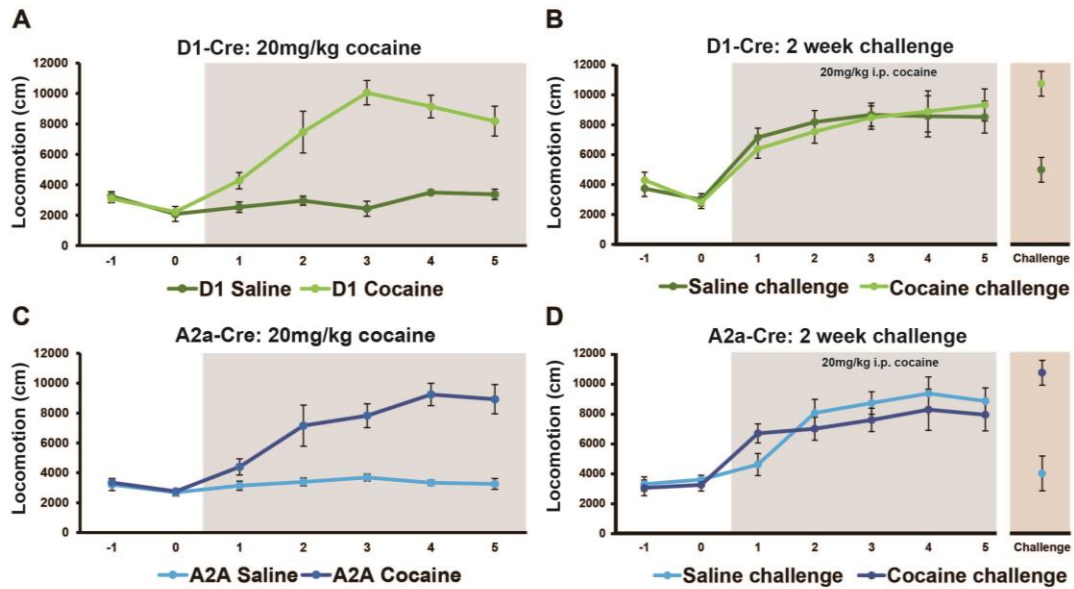 A
D1-Cre: 20mg/kg cocaine
Locomotion (cm)
12000
10000
8000
6000
4000
2000
0
-1 0 1 2 3 4 5
D1 Saline D1 Cocaine
B
D1-Cre: 2 week challenge
20mg/kg i.p. cocaine
Locomotion (cm)
12000
10000
8000
6000
4000
2000
0
-1 0 1 2 3 4 5 Challenge
Saline challenge Cocaine challenge
C
A2a-Cre: 20mg/kg cocaine
Locomotion (cm)
12000
10000
8000
6000
4000
2000
0
-1 0 1 2 3 4 5
A2A Saline A2A Cocaine
D
A2a-Cre: 2 week challenge
20mg/kg i.p. cocaine
Locomotion (cm)
12000
10000
8000
6000
4000
2000
0
-1 0 1 2 3 4 5 Challenge
Saline challenge Cocaine challenge